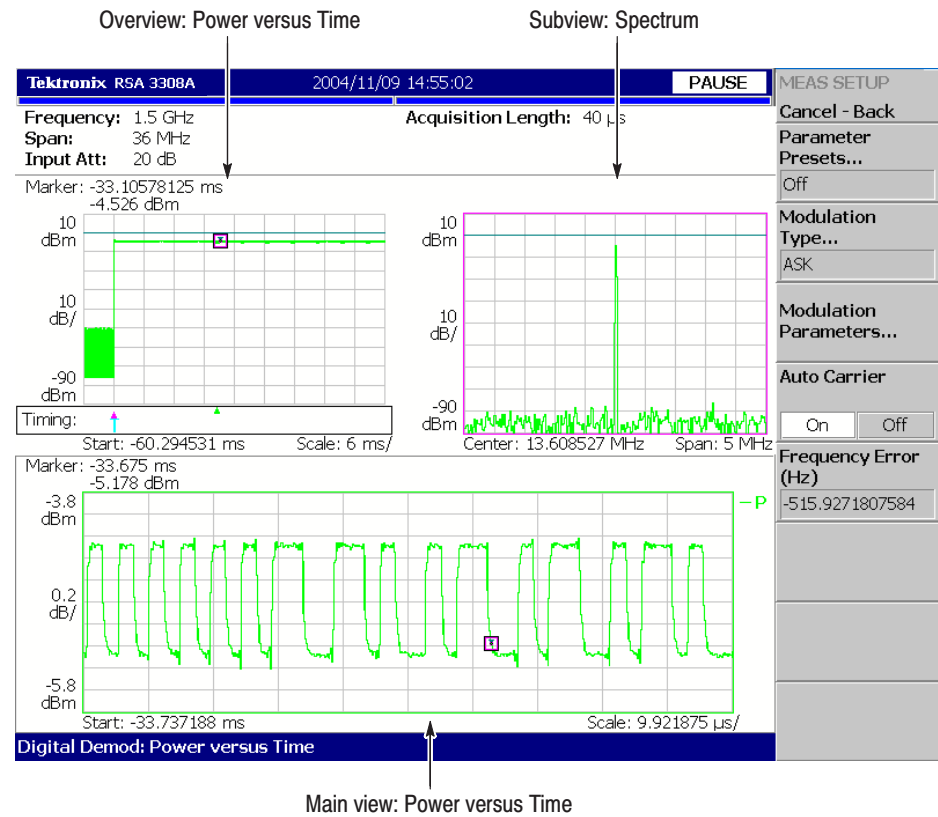 Overview: Power versus Time
Subview: Spectrum
Tektronix RSA 3308A 2004/11/09 14:55:02 PAUSE
Frequency: 1.5 GHz Acquisition Length: 40 µs
Span: 36 MHz
Input Att: 20 dB
Marker: -33.10578125 ms
-4.526 dBm
10
dBm
10
dB/
-90
dBm
Timing:
Start: -60.294531 ms Scale: 6 ms/
10
dBm
10
dB/
-90
dBm
Center: 13.608527 MHz Span: 5 MHz
Marker: -33.675 ms
-5.178 dBm
-3.8
dBm
P
0.2
dB/
-5.8
dBm
Start: -33.737188 ms Scale: 9.921875 µs/
Digital Demod: Power versus Time
MEAS SETUP
Cancel - Back
Parameter
Presets...
Off
Modulation
Type...
ASK
Modulation
Parameters...
Auto Carrier
On Off
Frequency Error
(Hz)
-515.9271807584
Main view: Power versus Time